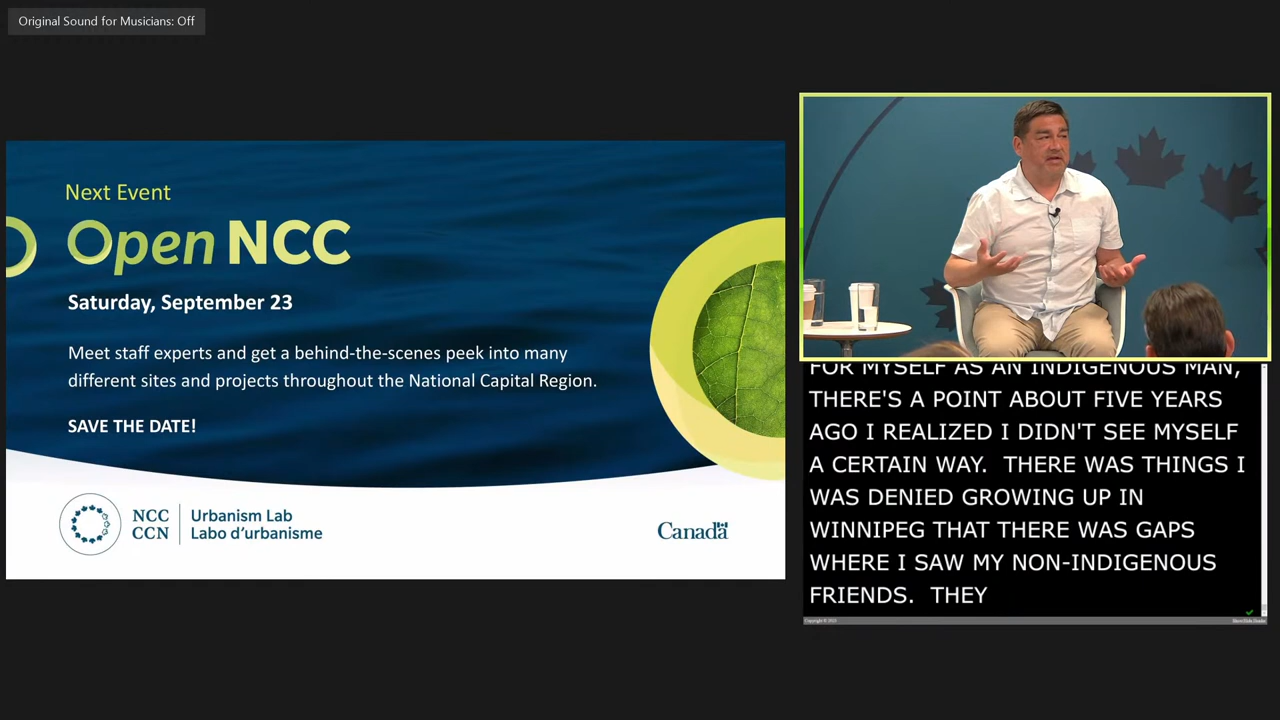 Original Sound for Musicians: Off
Next Event
Open NCC
Saturday, September 23
Meet staff experts and get a behind-the-scenes peek into many
different sites and projects throughout the National Capital Region.
SAVE THE DATE!
NCC
CCN
Urbanism Lab
Labo d'urbanisme
Canada
FOR MYSELF AS AN INDIGENOUS MAN,
THERE'S A POINT ABOUT FIVE YEARS
AGO I REALIZED I DIDN'T SEE MYSELF
A CERTAIN WAY.  THERE WAS THINGS I
WAS DENIED GROWING UP IN
WINNIPEG THAT THERE WAS GAPS
WHERE I SAW MY NON-INDIGENOUS
FRIENDS.  THEY